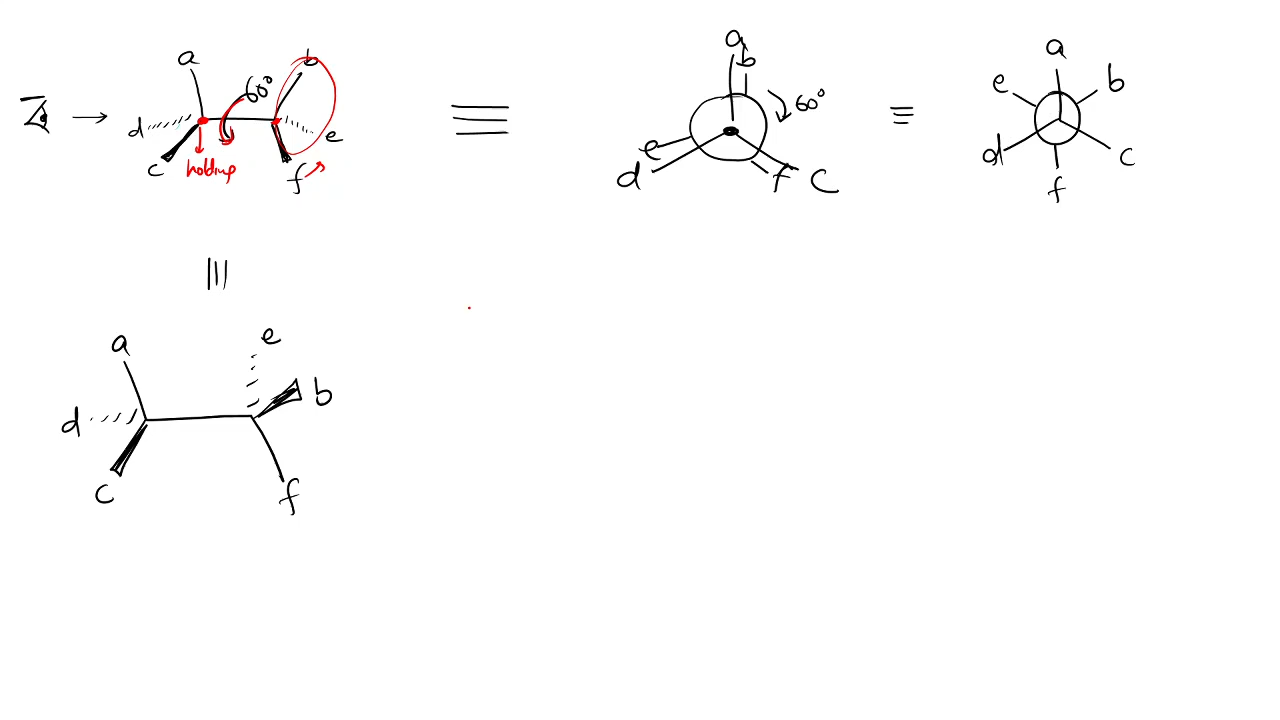 a 60° b
d e
c holding f
a
b
60°
e
d f c
a
e b
d c
f
a e
d b
c f